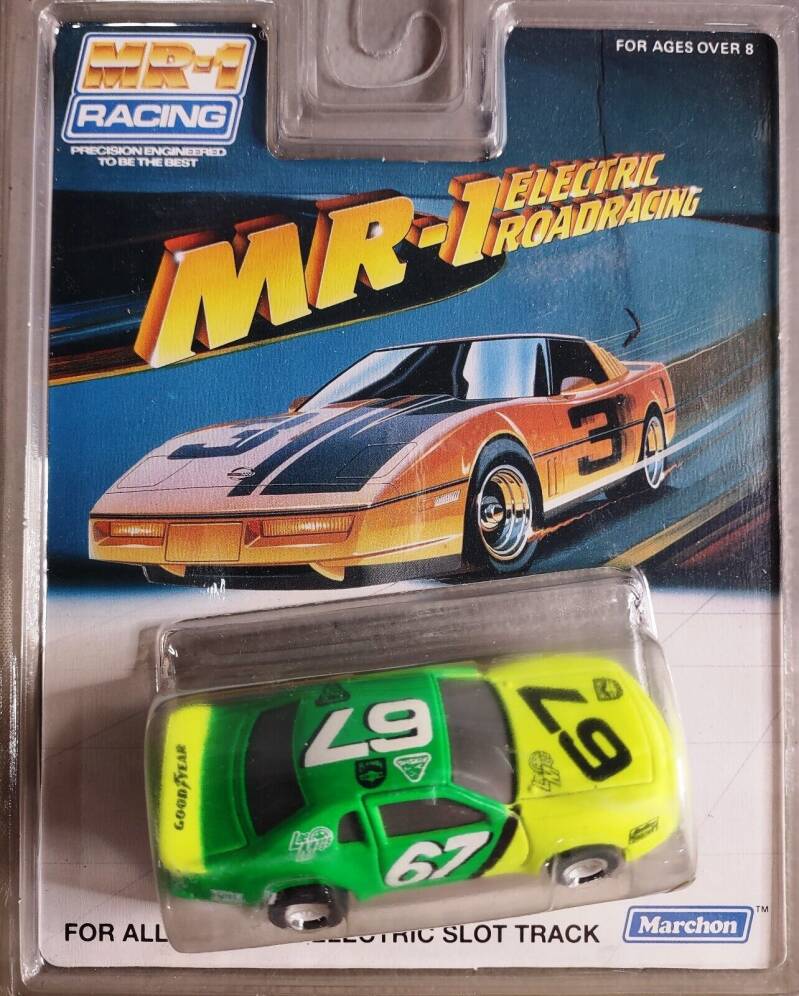 MR-1
RACING
PRECISION ENGINEERED
TO BE THE BEST
FOR AGES OVER 8
MR-1 ELECTRIC
ROADRACING
3
3
67
67
GOODYEAR
67
FOR ALL ELECTRIC SLOT TRACK
Marchon™